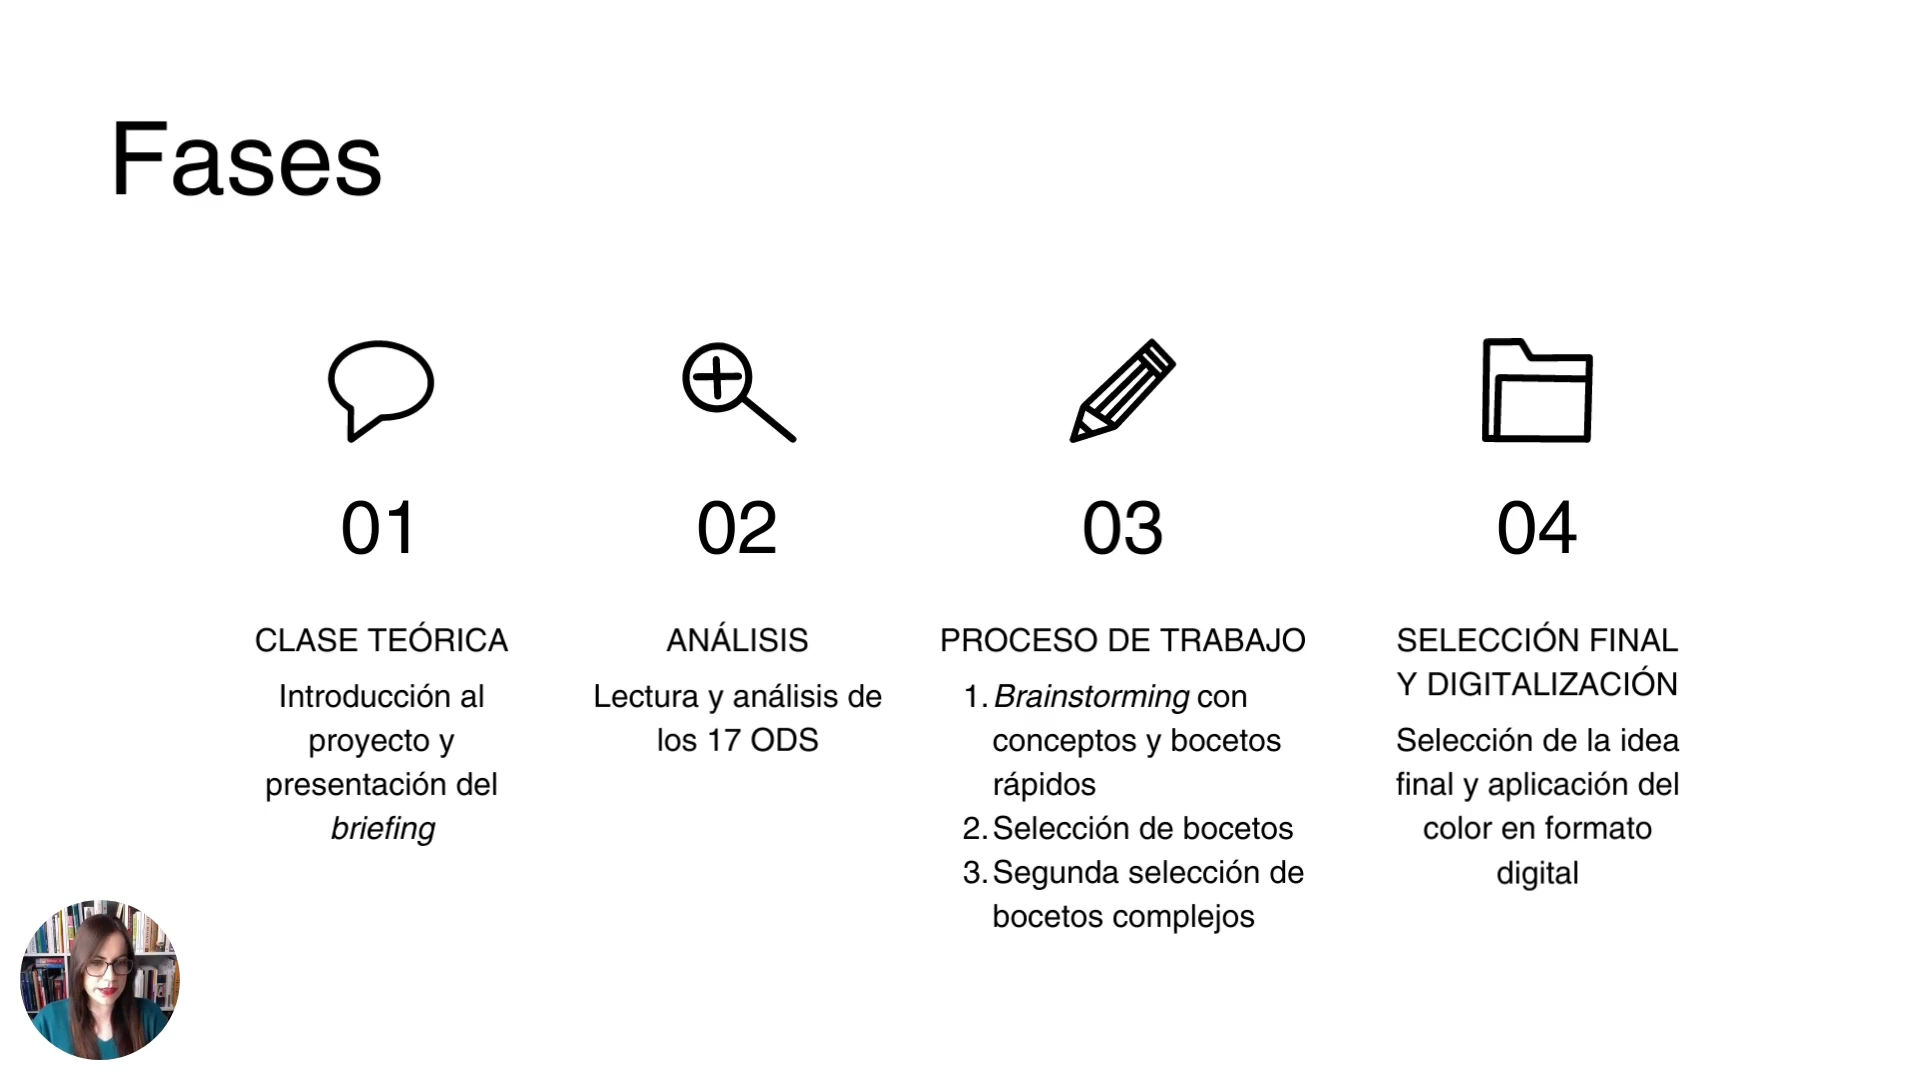 Fases
01
CLASE TEÓRICA
Introducción al
proyecto y
presentación del
briefing
02
ANÁLISIS
Lectura y análisis de
los 17 ODS
03
PROCESO DE TRABAJO
1. Brainstorming con
conceptos y bocetos
rápidos
2. Selección de bocetos
3. Segunda selección de
bocetos complejos
04
SELECCIÓN FINAL
Y DIGITALIZACIÓN
Selección de la idea
final y aplicación del
color en formato
digital